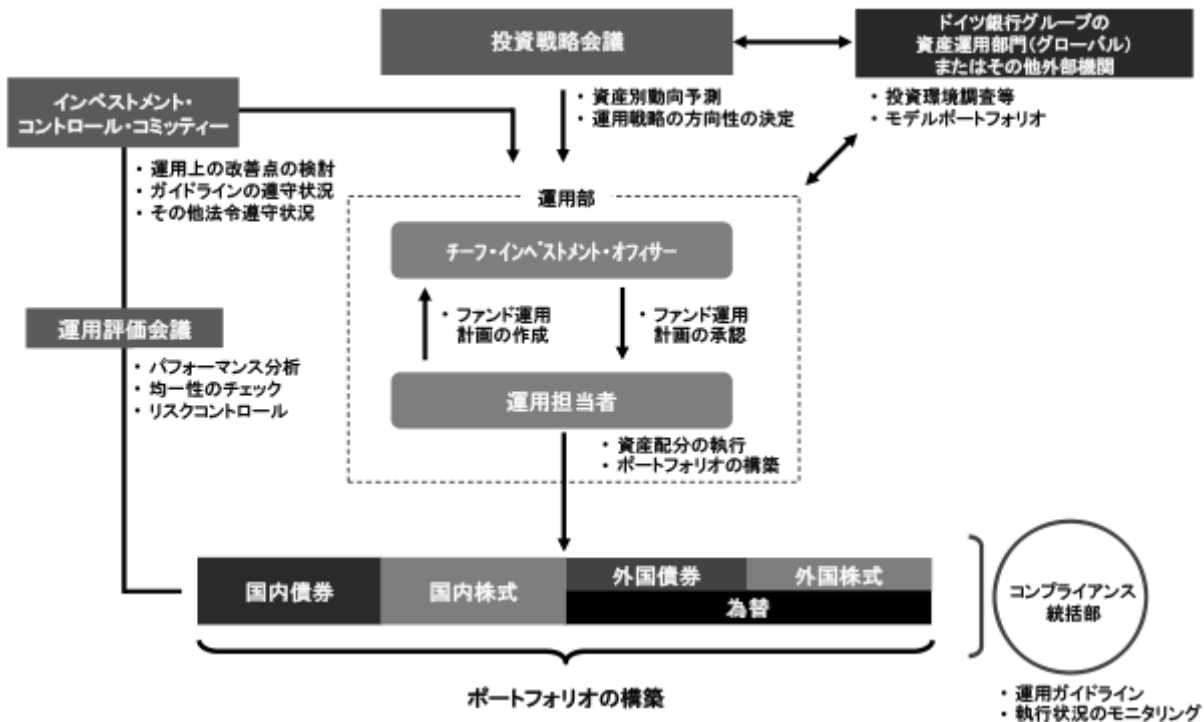 投資戦略会議
ドイツ銀行グループの
資産運用部門(グローバル)
またはその他外部機関
インベストメント・
コントロール・コミッティー
・ 資産別動向予測
・ 運用戦略の方向性の決定
・ 投資環境調査等
・ モデルポートフォリオ
・ 運用上の改善点の検討
・ ガイドラインの遵守状況
・ その他法令遵守状況
運用部
チーフ・インベストメント・オフィサー
・ ファンド運用
計画の作成
・ ファンド運用
計画の承認
運用評価会議
・ パフォーマンス分析
・ 均一性のチェック
・ リスクコントロール
運用担当者
・ 資産配分の執行
・ ポートフォリオの構築
国内債券
国内株式
外国債券
外国株式
為替
コンプライアンス
統括部
ポートフォリオの構築
・ 運用ガイドライン
・ 執行状況のモニタリング